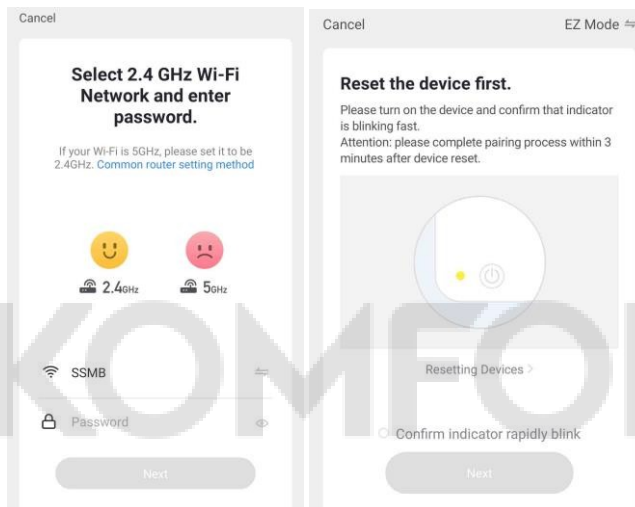 Cancel
Select 2.4 GHz Wi-Fi
Network and enter
password.
If your Wi-Fi is 5GHz, please set it to be
2.4GHz. Common router setting method
2.4GHz
5GHz
SSMB
Password
Next
Cancel
EZ Mode
Reset the device first.
Please turn on the device and confirm that indicator
is blinking fast.
Attention: please complete pairing process within 3
minutes after device reset.
Resetting Devices >
Confirm indicator rapidly blink
Next
KOMFO